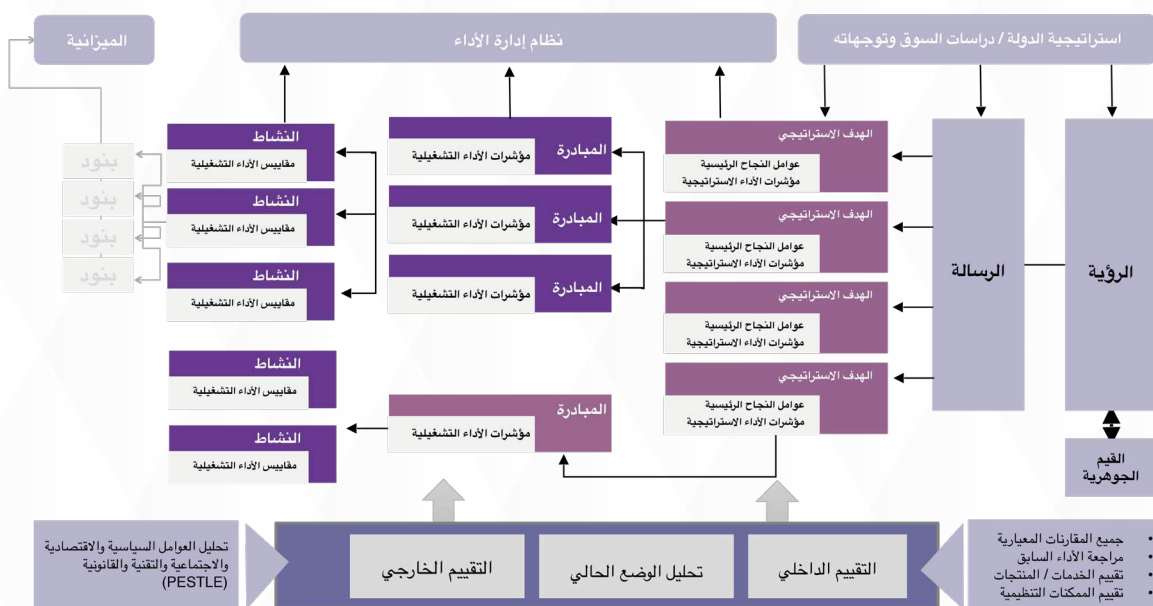 استراتيجية الدولة / دراسات السوق وتوجهاته
نظام إدارة الأداء
الميزانية
الرؤية
القيم
الجوهرية
الرسالة
الهدف الاستراتيجي
عوامل النجاح الرئيسية
مؤشرات الأداء الاستراتيجية
الهدف الاستراتيجي
عوامل النجاح الرئيسية
مؤشرات الأداء الاستراتيجية
الهدف الاستراتيجي
عوامل النجاح الرئيسية
مؤشرات الأداء الاستراتيجية
الهدف الاستراتيجي
عوامل النجاح الرئيسية
مؤشرات الأداء الاستراتيجية
المبادرة
مؤشرات الأداء التشغيلية
المبادرة
مؤشرات الأداء التشغيلية
المبادرة
مؤشرات الأداء التشغيلية
المبادرة
مؤشرات الأداء التشغيلية
النشاط
مقاييس الأداء التشغيلية
النشاط
مقاييس الأداء التشغيلية
النشاط
مقاييس الأداء التشغيلية
النشاط
مقاييس الأداء التشغيلية
النشاط
مقاييس الأداء التشغيلية
بنود
بنود
بنود
بنود
• جميع المقارنات المعيارية
• مراجعة الأداء السابق
• تقييم الخدمات / المنتجات
• تقييم الممكنات التنظيمية
التقييم الداخلي
تحليل الوضع الحالي
التقييم الخارجي
تحليل العوامل السياسية والاقتصادية
والاجتماعية والتقنية والقانونية
(PESTLE)